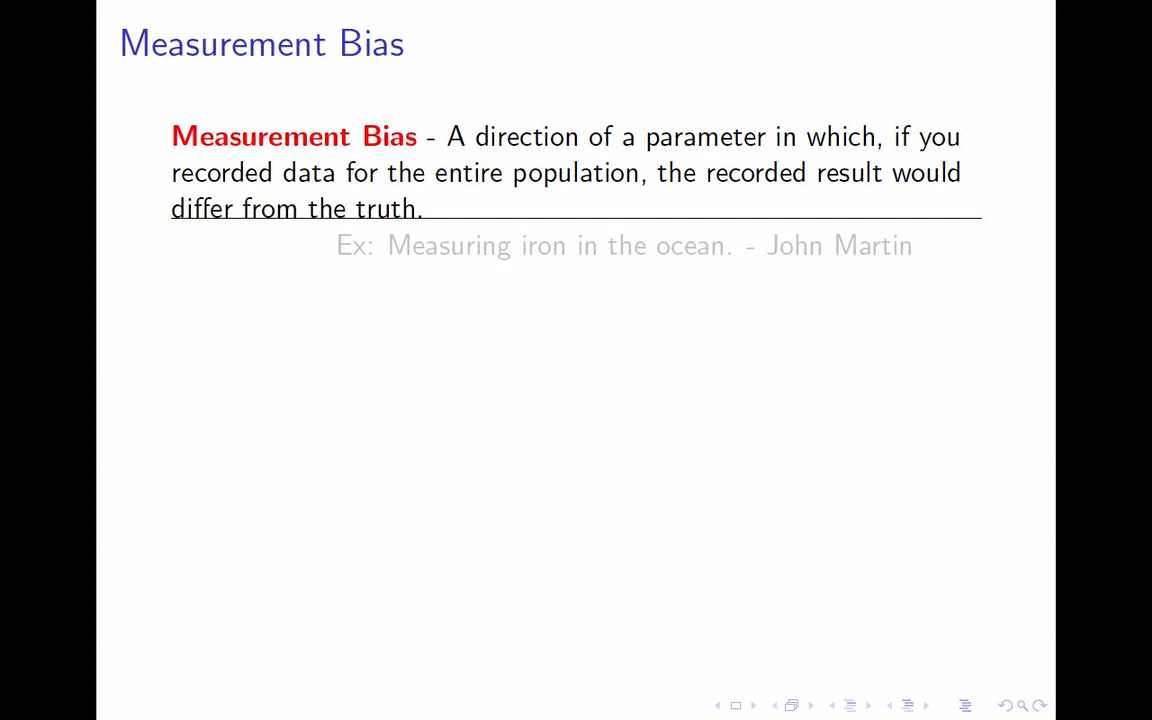 Measurement Bias
Measurement Bias - A direction of a parameter in which, if you
recorded data for the entire population, the recorded result would
differ from the truth.
Ex: Measuring iron in the ocean. - John Martin